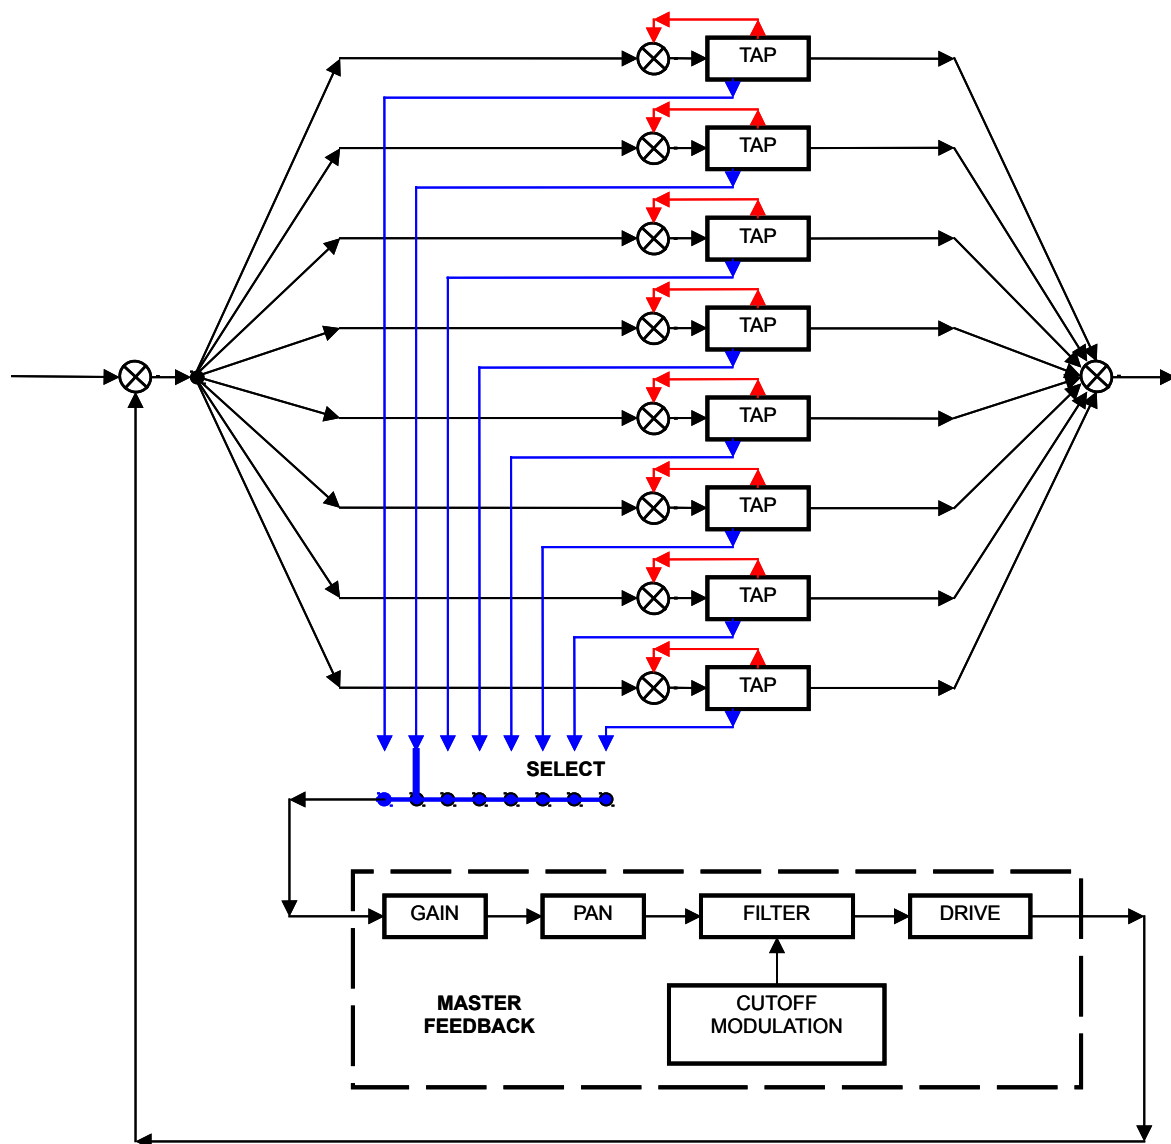 TAP
TAP
TAP
TAP
TAP
TAP
TAP
TAP
SELECT
GAIN
PAN
FILTER
DRIVE
MASTER
FEEDBACK
CUTOFF
MODULATION